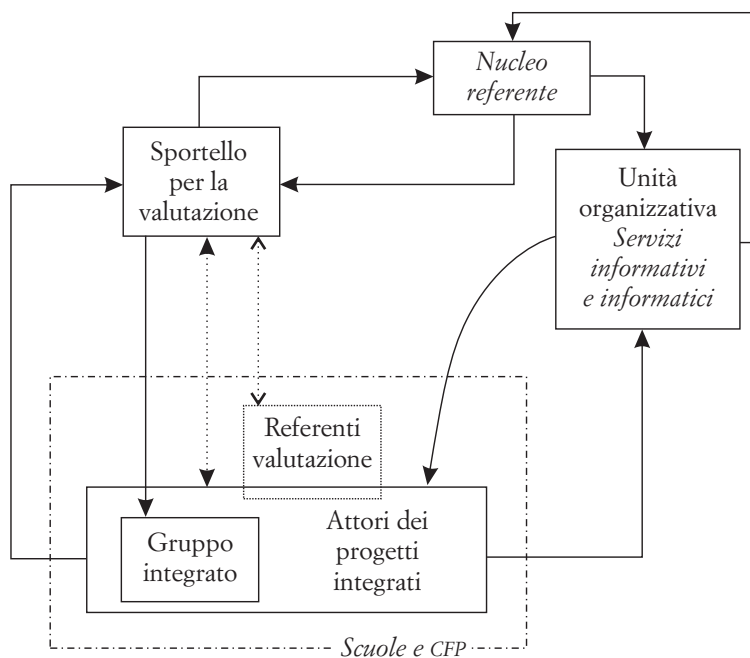 Nucleo
referente
Sportello
per la
valutazione
Unità
organizzativa
Servizi
informativi
e informatici
Referenti
valutazione
Gruppo
integrato
Attori dei
progetti
integrati
Scuole e CFP